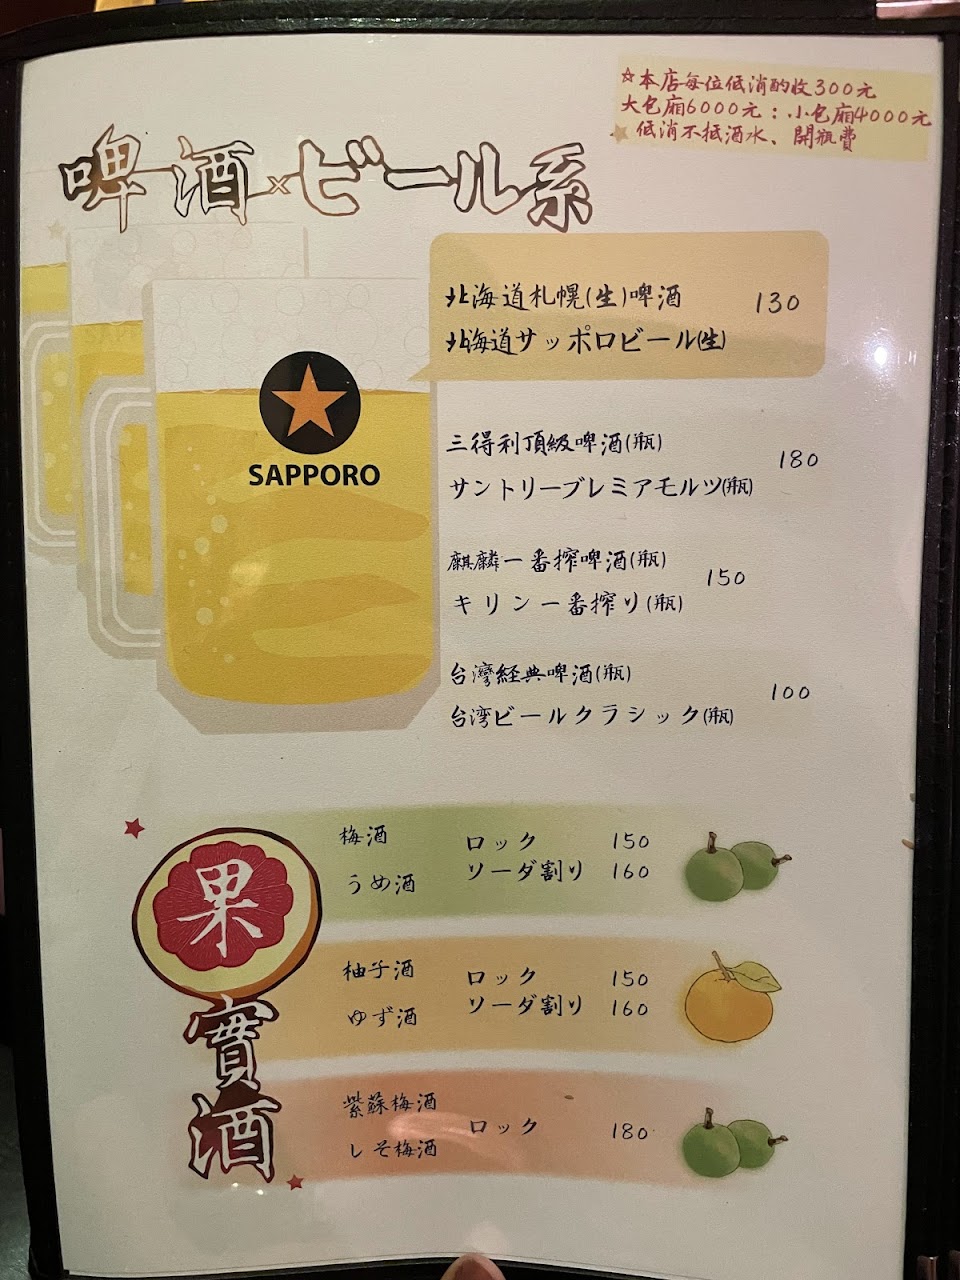 ☆本店每位低消酌收300元
大包廂6000元；小包廂4000元
★低消不抵酒水、開瓶費
啤酒×ビール系
北海道札幌(生)啤酒 130
北海道サッポロビール(生)
SAPPORO
三得利頂級啤酒(瓶) 180
サントリープレミアモルツ(瓶)
麒麟一番搾啤酒(瓶) 150
キリン一番搾り(瓶)
台灣経典啤酒(瓶) 100
台湾ビールクラシック(瓶)
果實酒
梅酒 ロック 150
うめ酒 ソーダ割り 160
柚子酒 ロック 150
ゆず酒 ソーダ割り 160
紫蘇梅酒 ロック 180
しそ梅酒